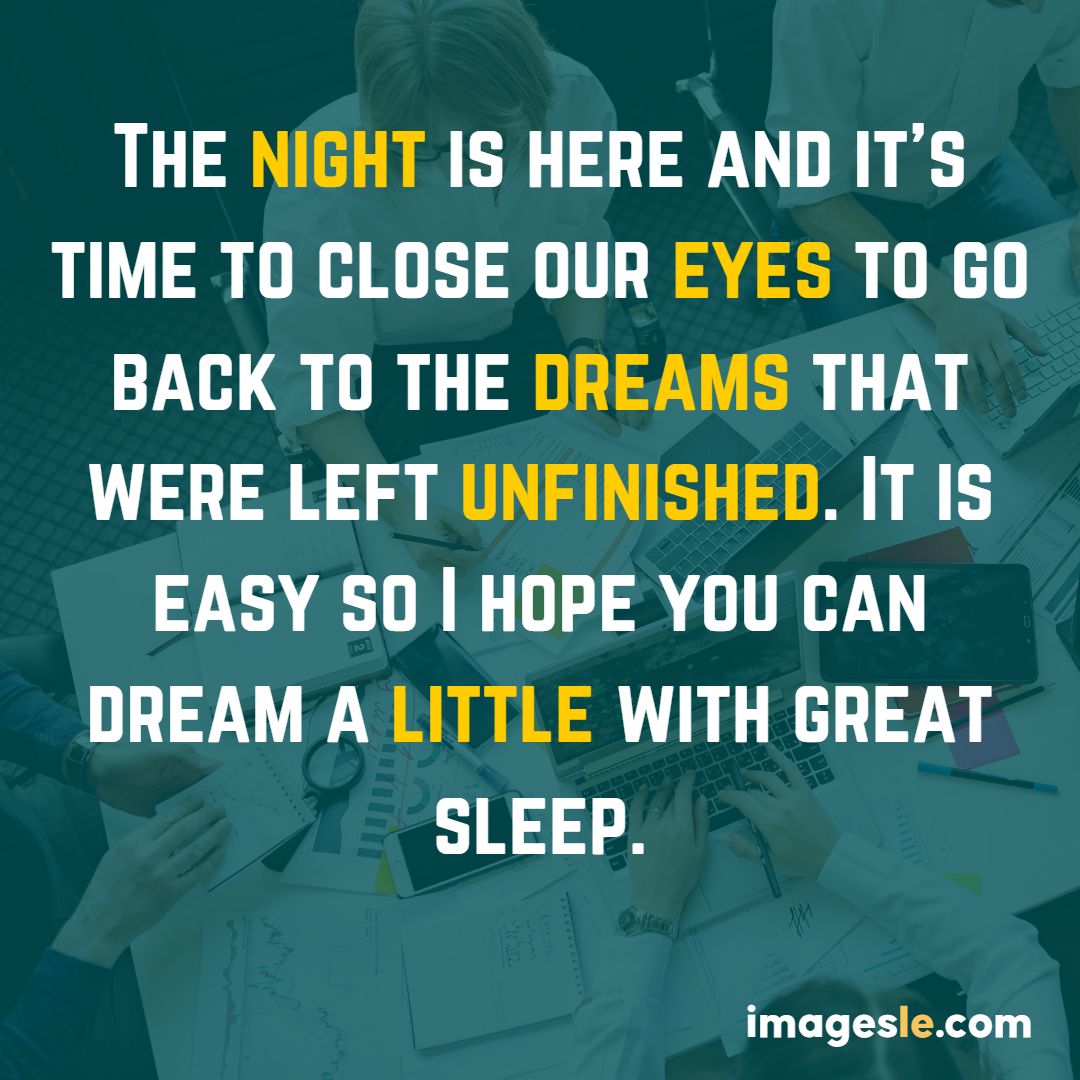 The night is here and it's
time to close our eyes to go
back to the dreams that
were left unfinished. It is
easy so I hope you can
dream a little with great
sleep.
imagesle.com